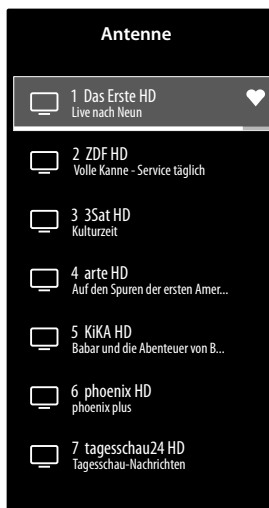 Antenne
1 Das Erste HD
Live nach Neun
2 ZDF HD
Volle Kanne - Service täglich
3 3Sat HD
Kulturzeit
4 arte HD
Auf den Spuren der ersten Amer...
5 KiKA HD
Babar und die Abenteuer von B...
6 phoenix HD
phoenix plus
7 tagesschau24 HD
Tagesschau-Nachrichten